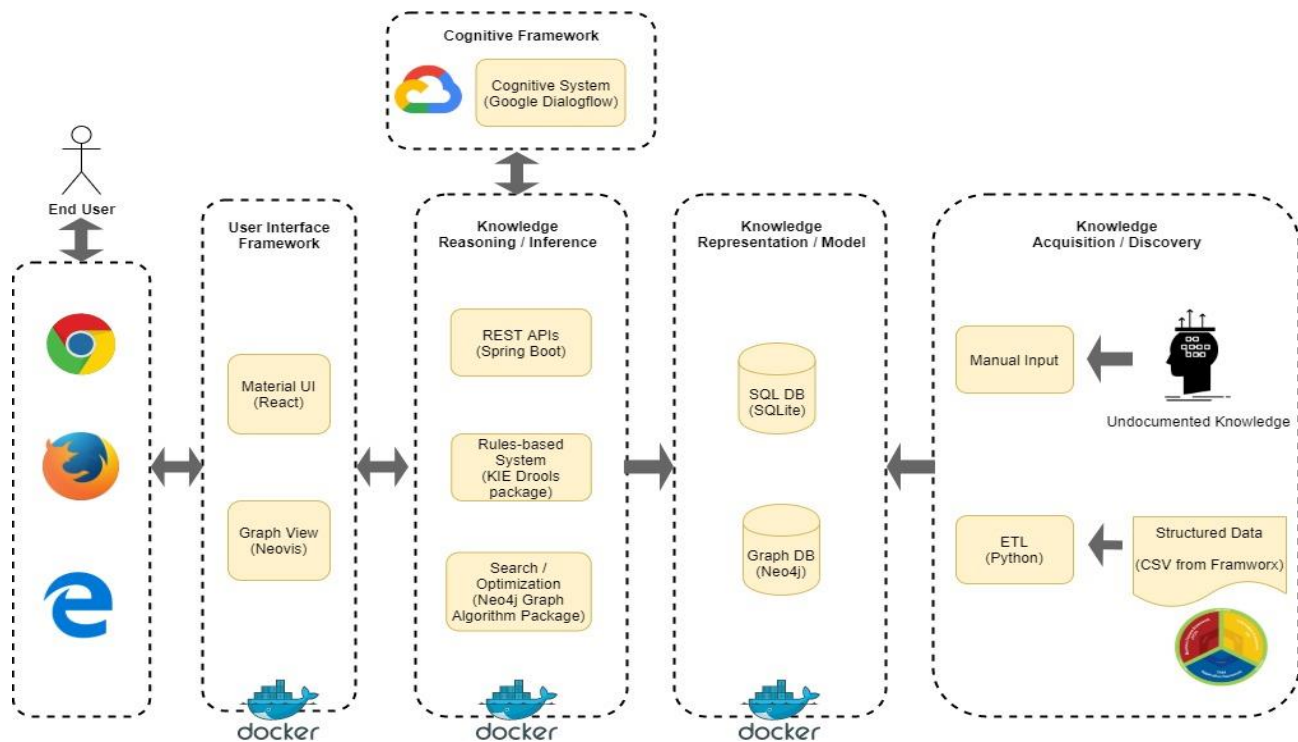 Cognitive Framework
Cognitive System
(Google Dialogflow)
End User
User Interface
Framework
Material UI
(React)
Graph View
(Neovis)
docker
Knowledge
Reasoning / Inference
REST APIs
(Spring Boot)
Rules-based
System
(KIE Drools
package)
Search /
Optimization
(Neo4j Graph
Algorithm Package)
docker
Knowledge
Representation / Model
SQL DB
(SQLite)
Graph DB
(Neo4j)
docker
Knowledge
Acquisition / Discovery
Manual Input
Undocumented Knowledge
ETL
(Python)
Structured Data
(CSV from Framworx)